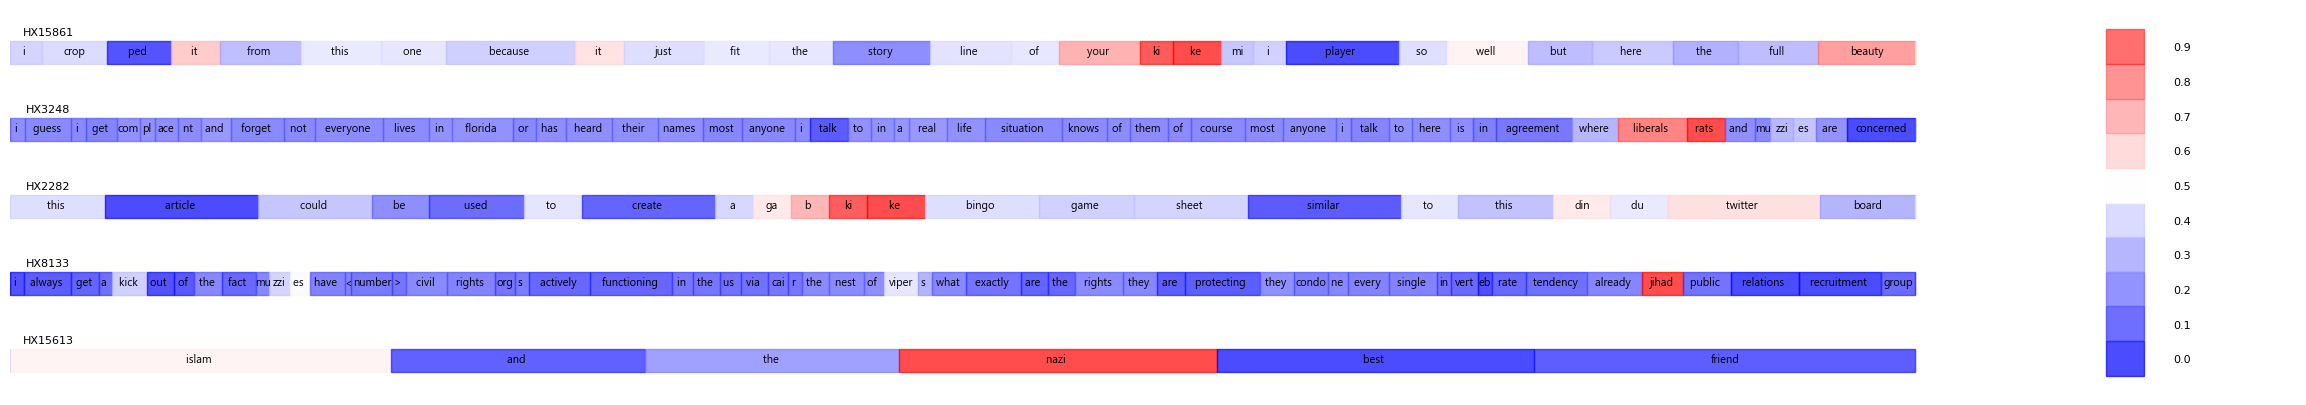 HX15861
i crop ped it from this one because it just fit the story line of your ki ke mi i player so well but here the full beauty
HX3248
i guess i get com pl ace nt and forget not everyone lives in florida or has heard their names most anyone i talk to in a real life situation knows of them of course most anyone i talk to here is in agreement where liberals rats and mu zzi es are concerned
HX2282
this article could be used to create a ga b ki ke bingo game sheet similar to this din du twitter board
HX8133
i always get a kick out of the fact mu zzi es have < number > civil rights org s actively functioning in the us via cai r the nest of viper s what exactly are the rights they are protecting they condo ne every single in vert eb rate tendency already jihad public relations recruitment group
HX15613
islam and the nazi best friend
0.9
0.8
0.7
0.6
0.5
0.4
0.3
0.2
0.1
0.0